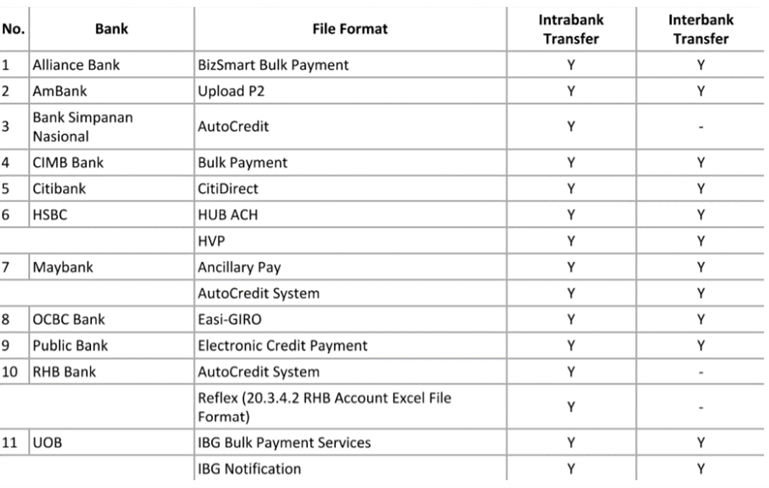 No. Bank File Format Intrabank Transfer Interbank Transfer
1 Alliance Bank BizSmart Bulk Payment Y Y
2 AmBank Upload P2 Y Y
3 Bank Simpanan Nasional AutoCredit Y -
4 CIMB Bank Bulk Payment Y Y
5 Citibank CitiDirect Y Y
6 HSBC HUB ACH Y Y
HVP Y Y
7 Maybank Ancillary Pay Y Y
AutoCredit System Y Y
8 OCBC Bank Easi-GIRO Y Y
9 Public Bank Electronic Credit Payment Y Y
10 RHB Bank AutoCredit System Y -
Reflex (20.3.4.2 RHB Account Excel File Format) Y -
11 UOB IBG Bulk Payment Services Y Y
IBG Notification Y Y